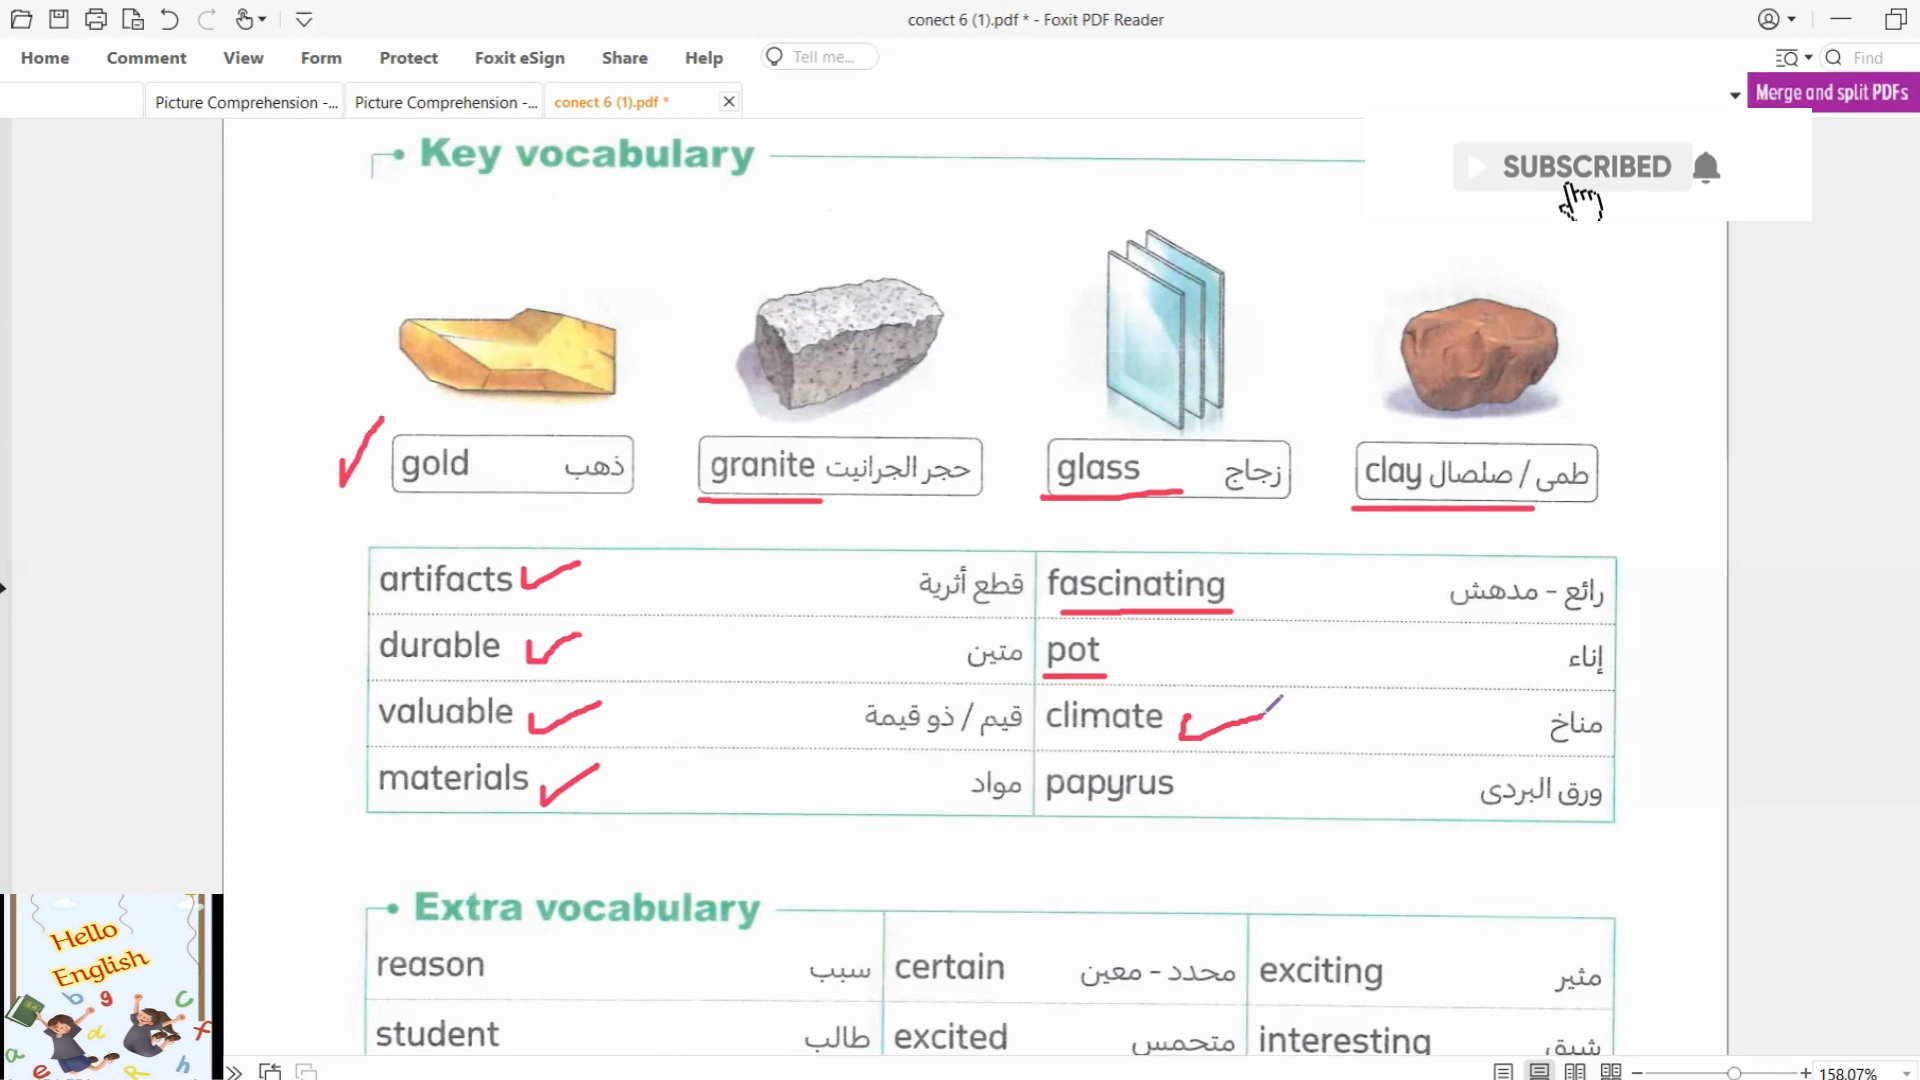 conect 6 (1).pdf * - Foxit PDF Reader
Home Comment View Form Protect Foxit eSign Share Help Tell me... Find
Picture Comprehension -... Picture Comprehension -... conect 6 (1).pdf * Merge and split PDFs
Key vocabulary
SUBSCRIBED
gold ذهب
granite حجر الجرانيت
glass زجاج
clay طمى / صلصال
artifacts قطع أثرية fascinating رائع - مدهش
durable متين pot إناء
valuable قيم / ذو قيمة climate مناخ
materials مواد papyrus ورق البردى
Extra vocabulary
reason سبب certain محدد - معين exciting مثير
student طالب excited متحمس interesting شيق
Hello
English
b 9 C
a d f
e R h
158.07%